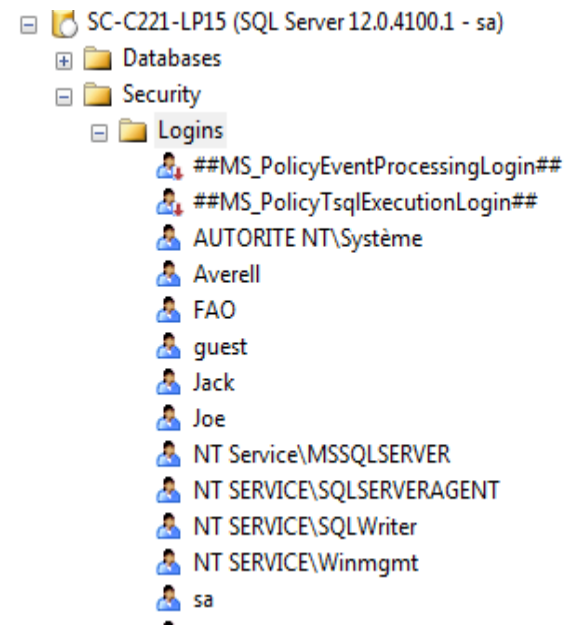 SC-C221-LP15 (SQL Server 12.0.4100.1 - sa)
Databases
Security
Logins
##MS_PolicyEventProcessingLogin##
##MS_PolicyTsqlExecutionLogin##
AUTORITE NT\Système
Averell
FAO
guest
Jack
Joe
NT Service\MSSQLSERVER
NT SERVICE\SQLSERVERAGENT
NT SERVICE\SQLWriter
NT SERVICE\Winmgmt
sa